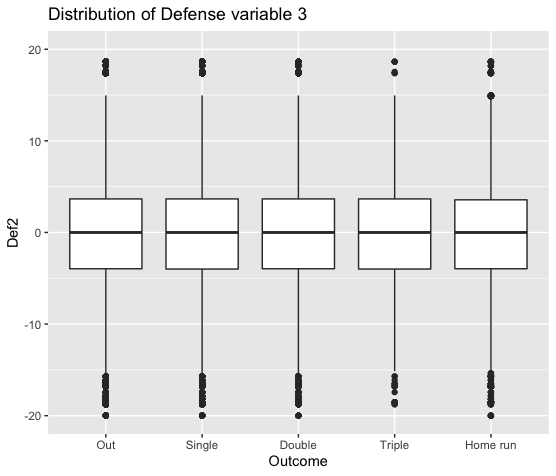 Distribution of Defense variable 3
20
10
0
-10
-20
Def2
Out Single Double Triple Home run
Outcome